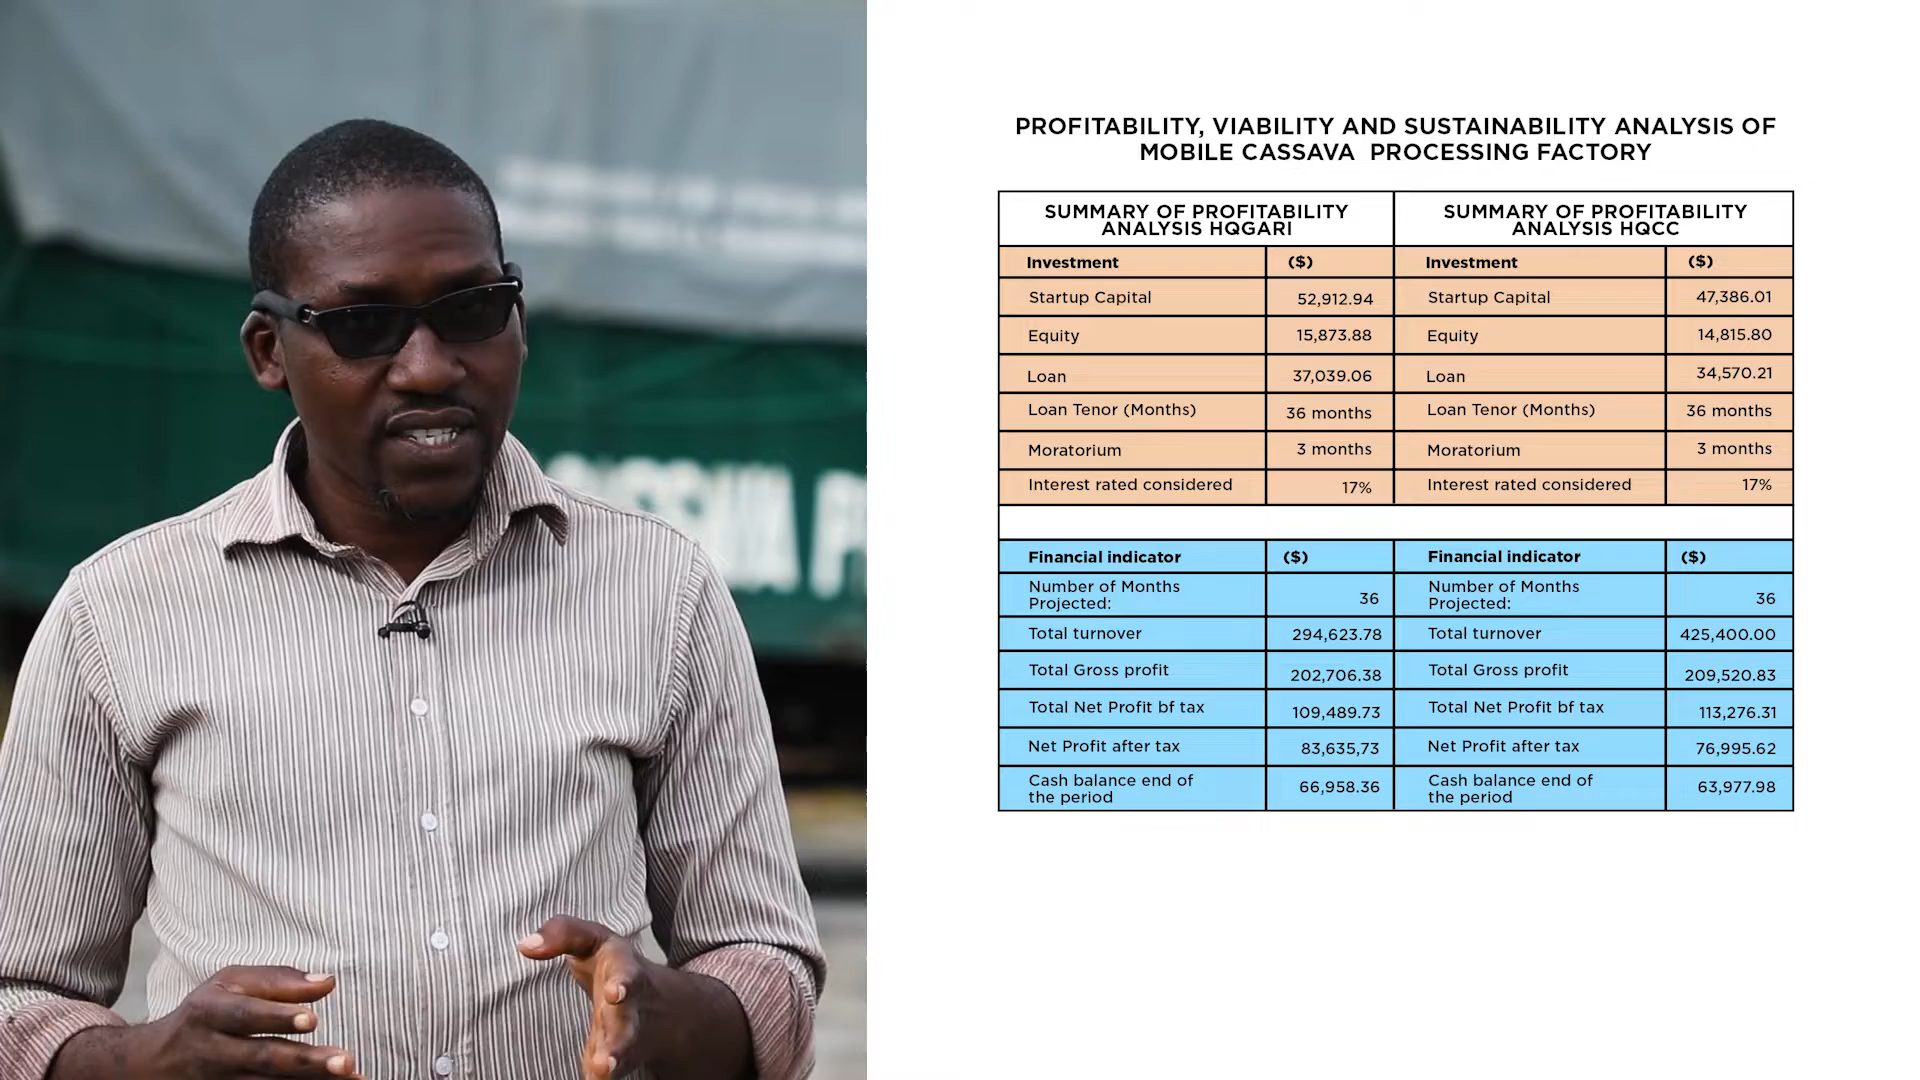 PROFITABILITY, VIABILITY AND SUSTAINABILITY ANALYSIS OF
MOBILE CASSAVA PROCESSING FACTORY
SUMMARY OF PROFITABILITY
ANALYSIS HQGARI
SUMMARY OF PROFITABILITY
ANALYSIS HQCC
Investment ($) Investment ($)
Startup Capital 52,912.94 Startup Capital 47,386.01
Equity 15,873.88 Equity 14,815.80
Loan 37,039.06 Loan 34,570.21
Loan Tenor (Months) 36 months Loan Tenor (Months) 36 months
Moratorium 3 months Moratorium 3 months
Interest rated considered 17% Interest rated considered 17%
Financial indicator ($) Financial indicator ($)
Number of Months
Projected: 36
Number of Months
Projected: 36
Total turnover 294,623.78 Total turnover 425,400.00
Total Gross profit 202,706.38 Total Gross profit 209,520.83
Total Net Profit bf tax 109,489.73 Total Net Profit bf tax 113,276.31
Net Profit after tax 83,635,73 Net Profit after tax 76,995.62
Cash balance end of
the period 66,958.36
Cash balance end of
the period 63,977.98